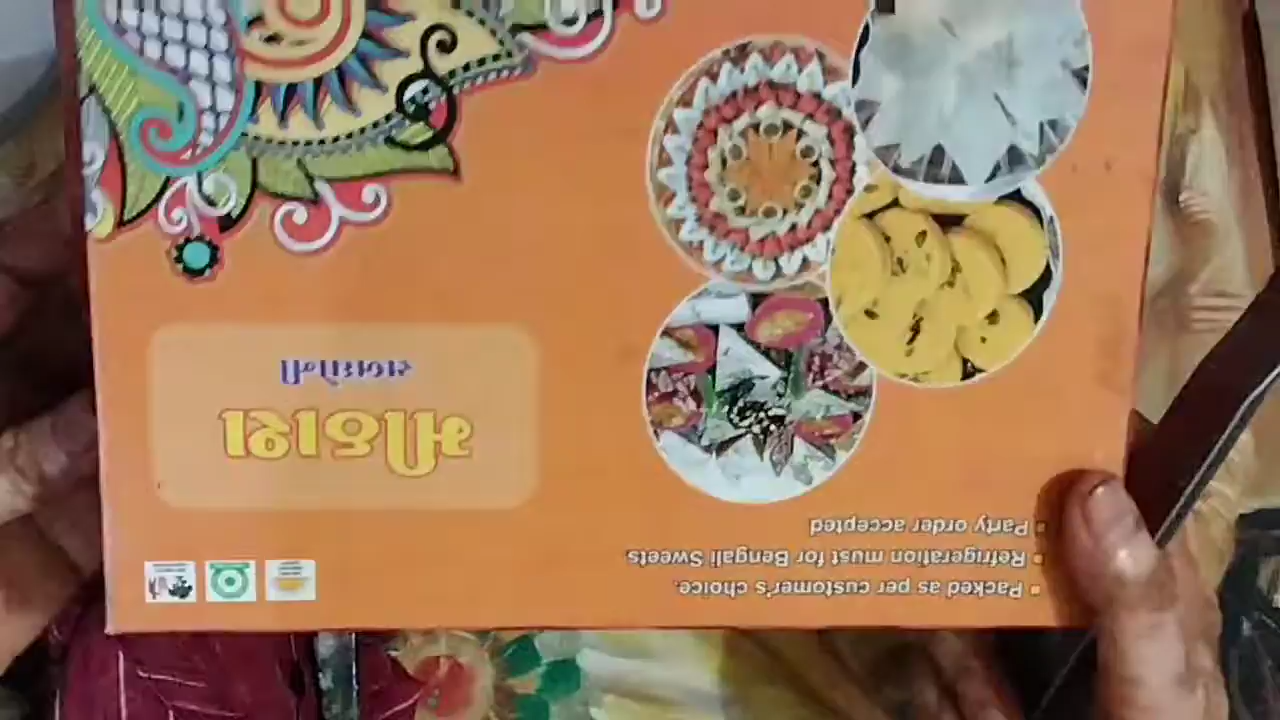 ▪ Packed as per customer's choice.
▪ Refrigeration must for Bengali Sweets
▪ Party order accepted
मीठाश